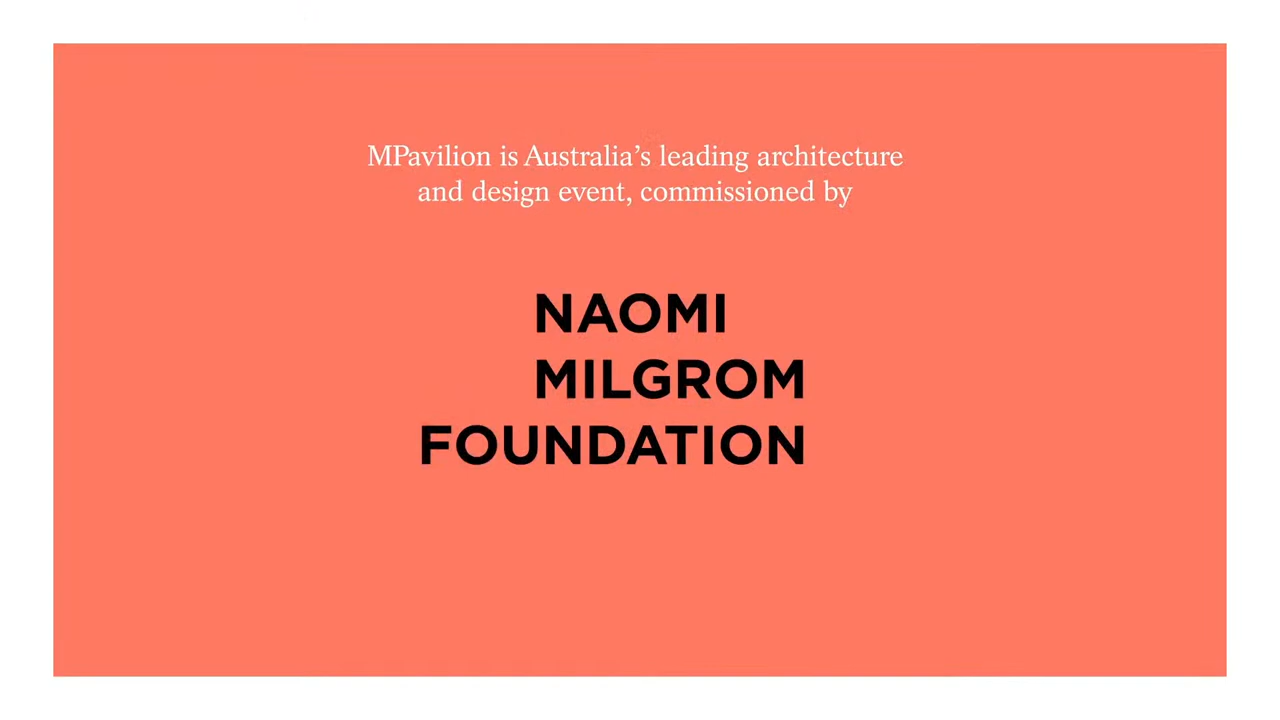 MPavilion is Australia’s leading architecture
and design event, commissioned by
NAOMI
MILGROM
FOUNDATION